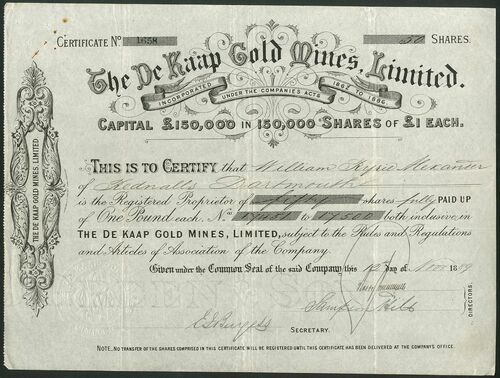 CERTIFICATE No 1658
50 SHARES.
The De Kaap Gold Mines, Limited.
INCORPORATED UNDER THE COMPANIES ACTS 1862 TO 1886.
CAPITAL £150,000 IN 150,000 SHARES OF £1 EACH.
THE DE KAAP GOLD MINES, LIMITED
THIS IS TO CERTIFY that William Kyrie Alexander
of Dartmouth
is the Registered Proprietor of Fifty shares fully PAID UP
of ONE POUND each. Nos to 17500 both inclusive, in
THE DE KAAP GOLD MINES, LIMITED, subject to the Rules and Regulations
and Articles of Association of the Company.
Given under the Common Seal of the said Company this 12 day of Nov 1889
DIRECTORS.
E. J. Burgess
SECRETARY.
NOTE. NO TRANSFER OF THE SHARES COMPRISED IN THIS CERTIFICATE WILL BE REGISTERED UNTIL THIS CERTIFICATE HAS BEEN DELIVERED AT THE COMPANY'S OFFICE.